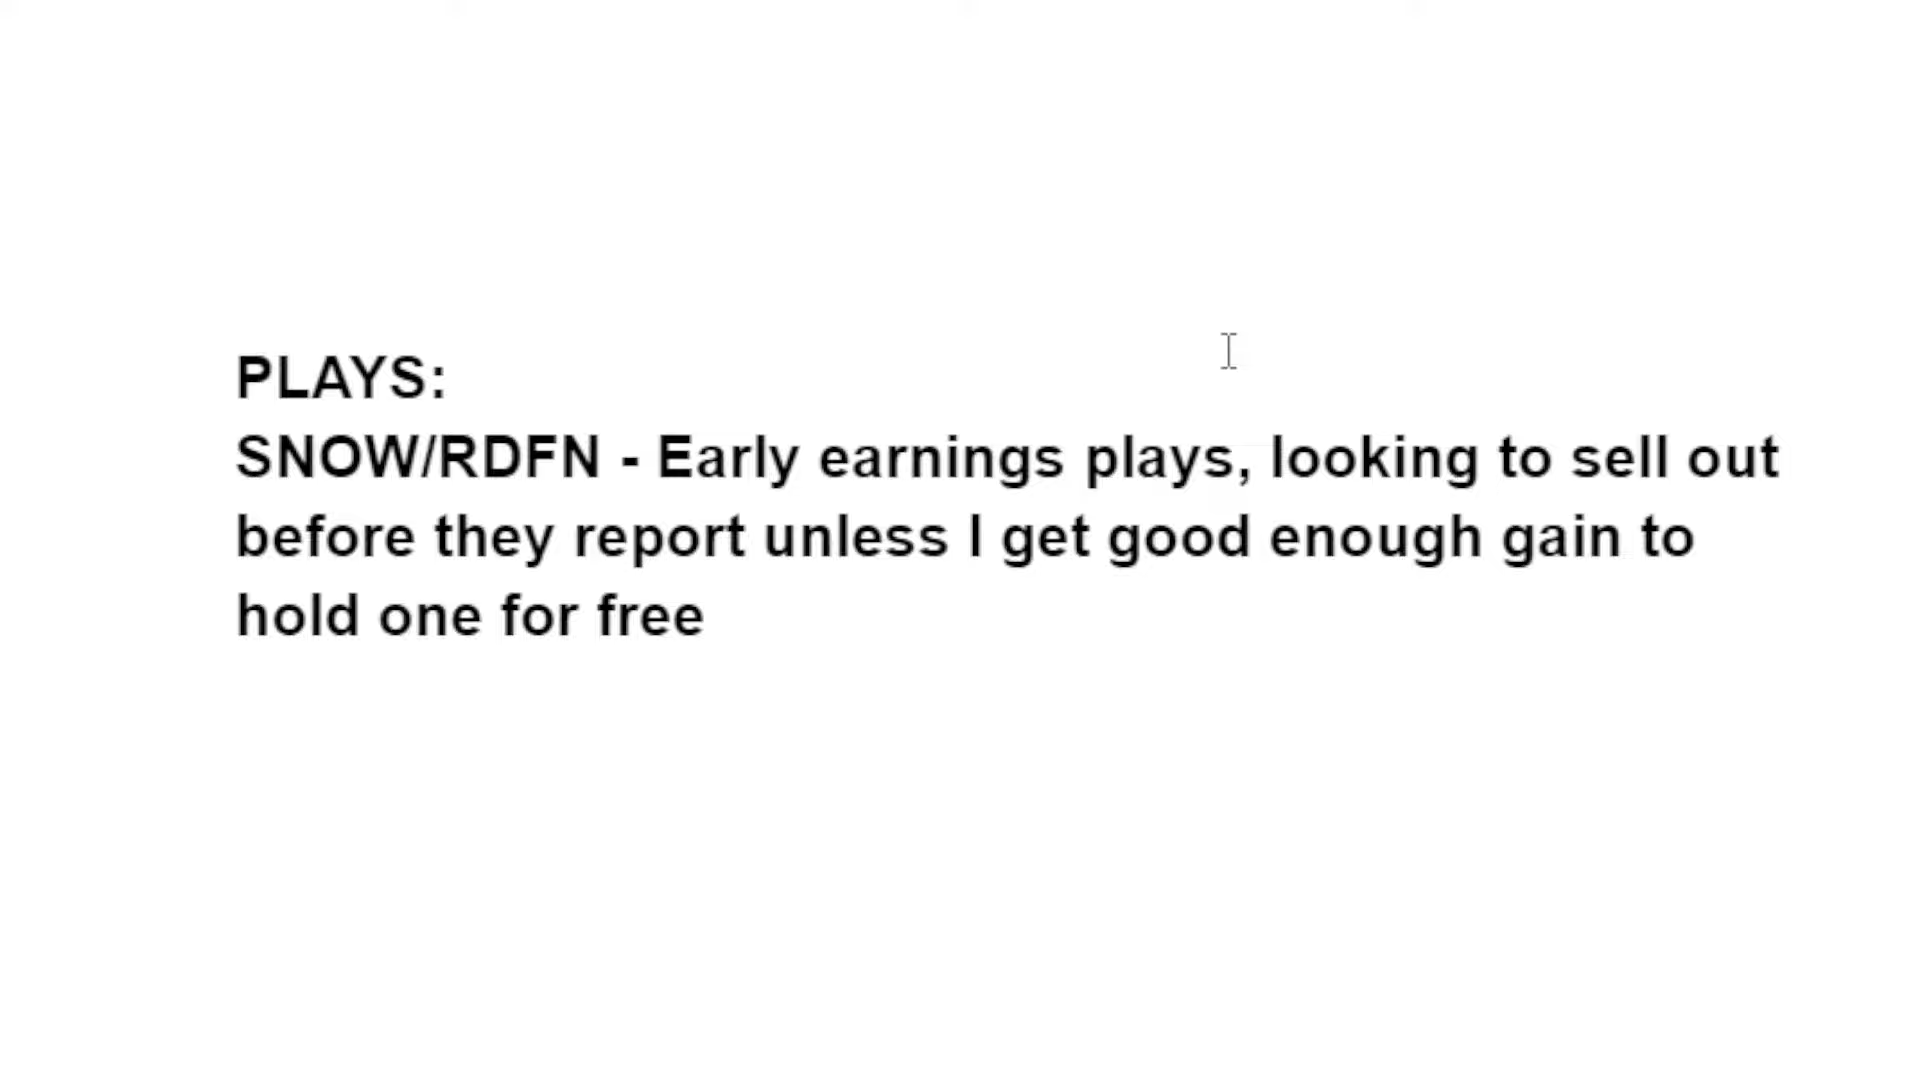 PLAYS:
SNOW/RDFN - Early earnings plays, looking to sell out
before they report unless I get good enough gain to
hold one for free